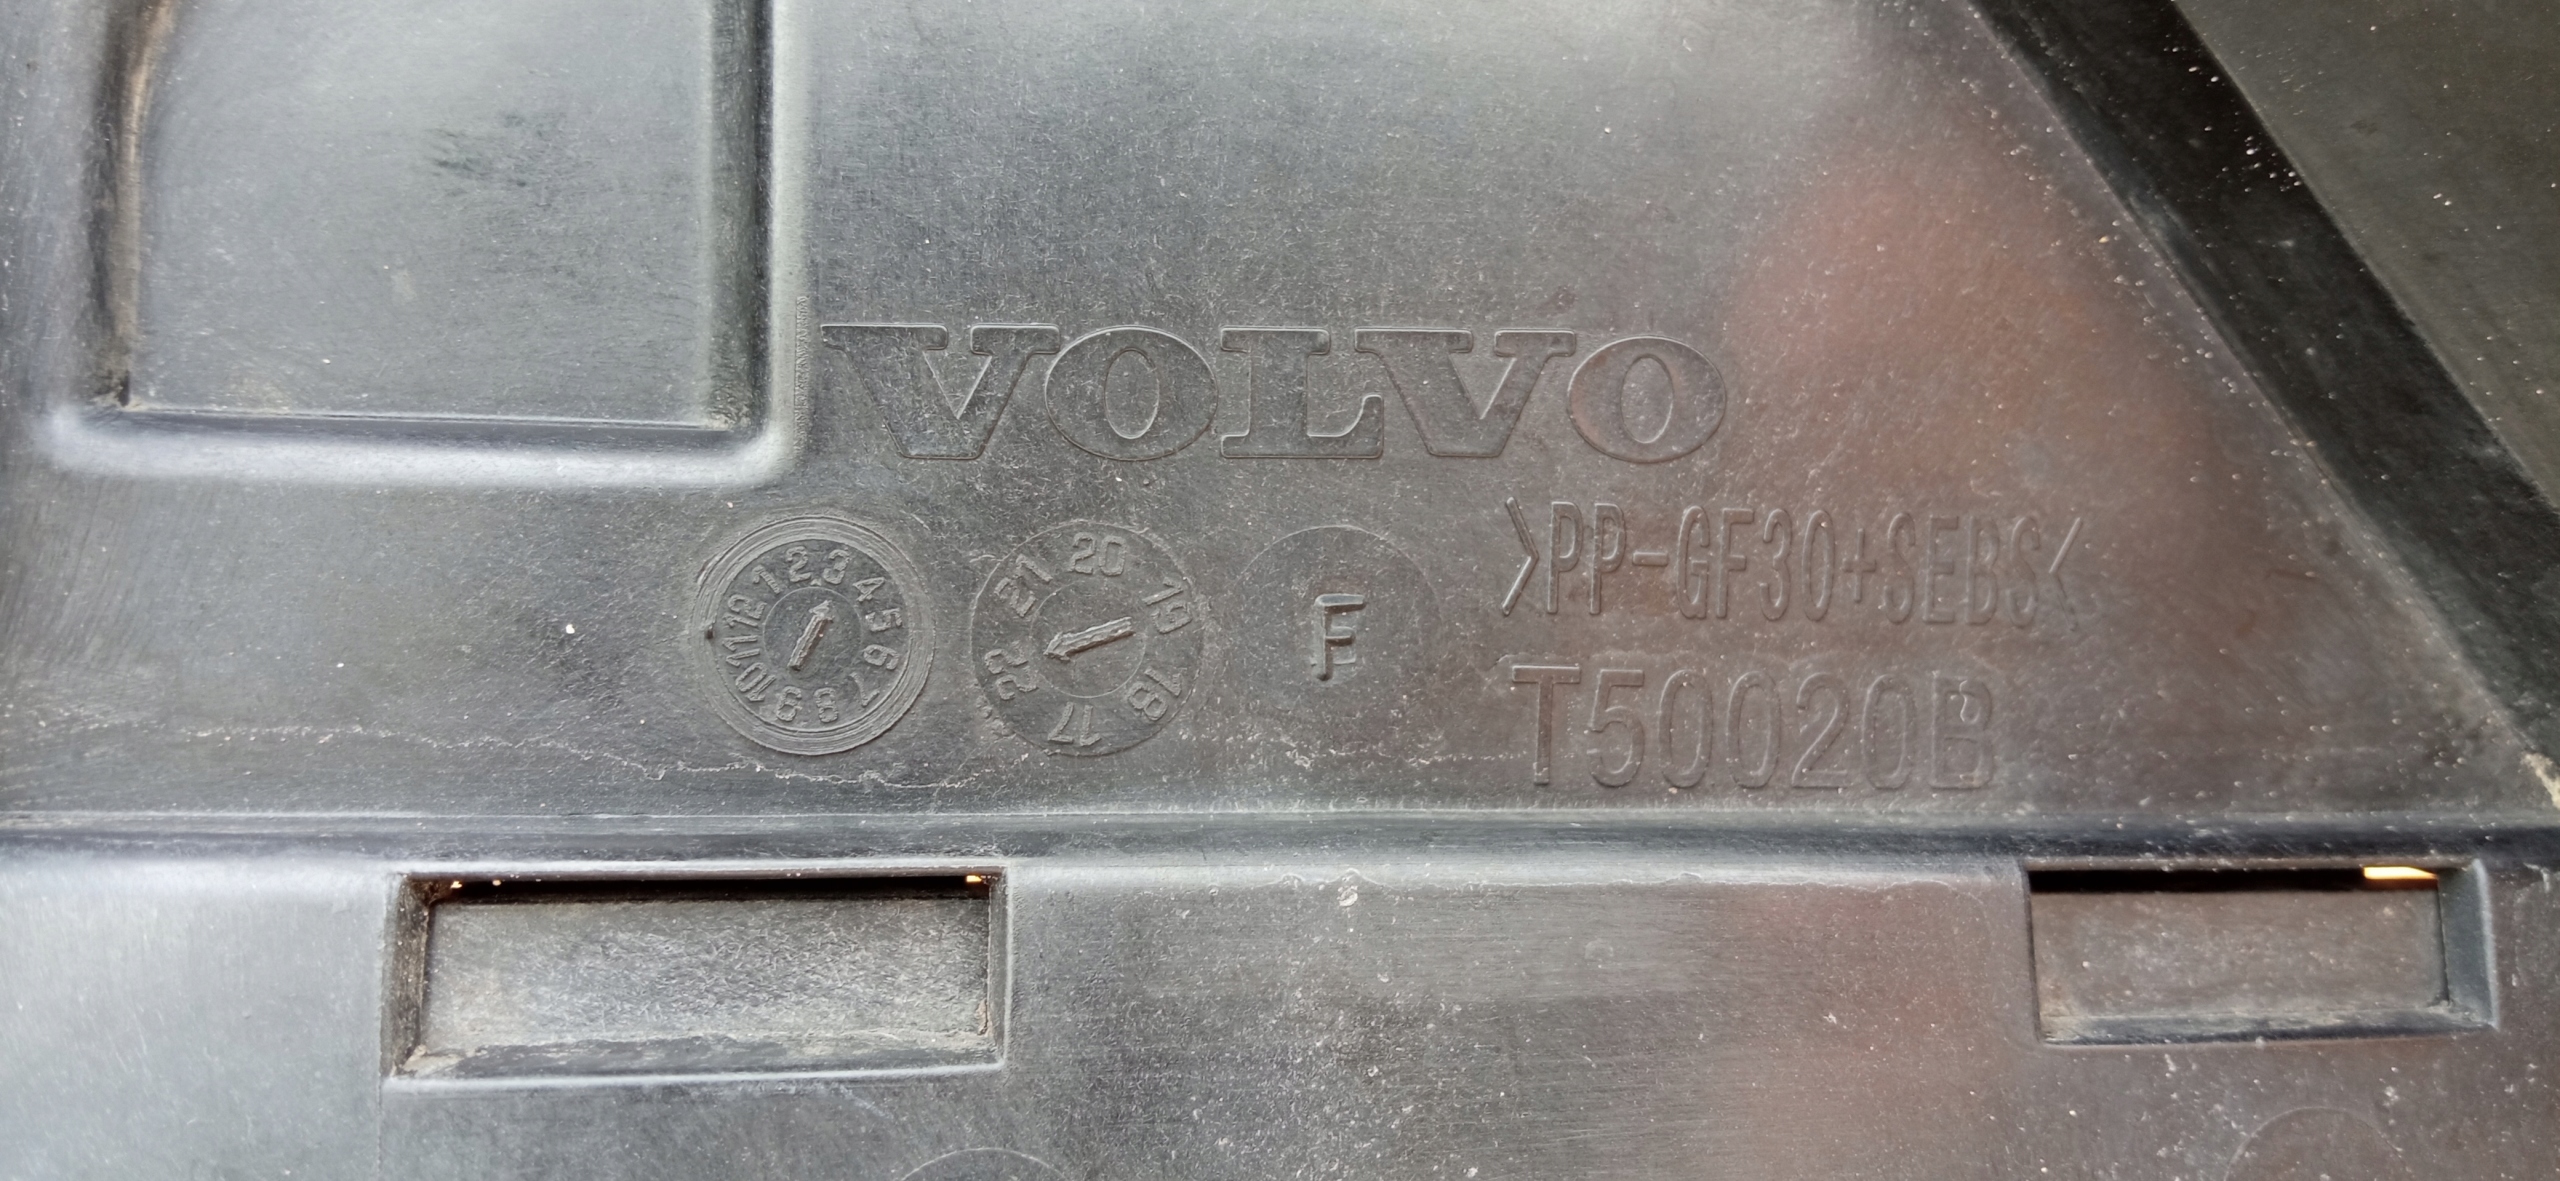 VOLVO
1 2 3 4 5 6 7 8 9 10 11 12
17 18 19 20 21 22
F
>PP-GF30+SEBS<
T50020B